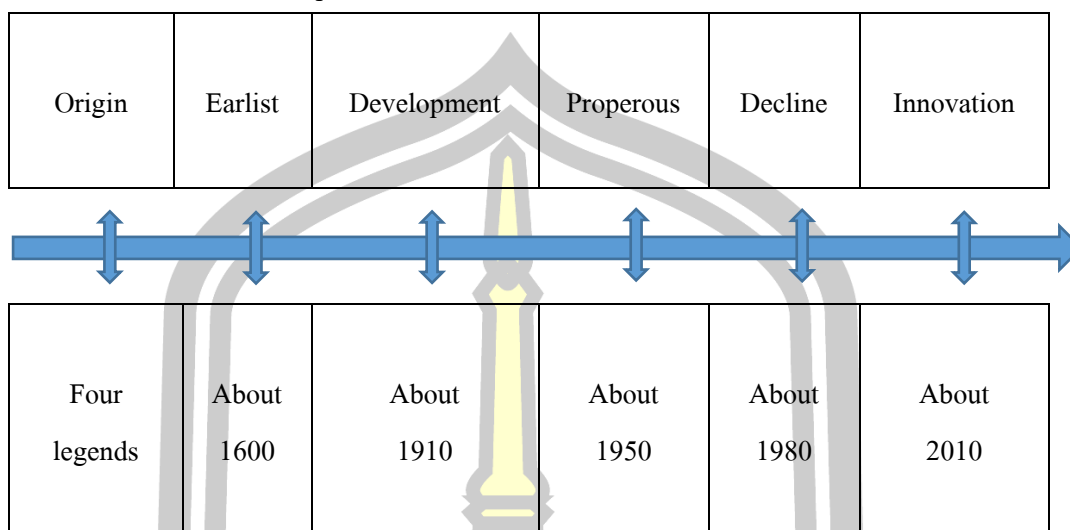 Origin Earlist Development Properous Decline Innovation
Four About About About About About
legends 1600 1910 1950 1980 2010